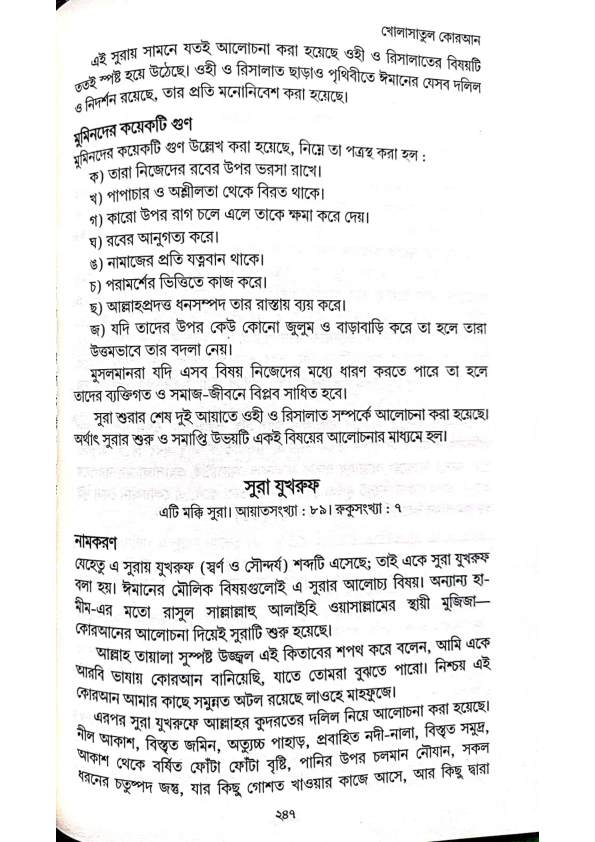 খোলাসাতুল কোরআন
এই সুরায় সামনে যতই আলোচনা করা হয়েছে ওহী ও রিসালাতের বিষয়টি
ততই স্পষ্ট হয়ে উঠেছে। ওহী ও রিসালাত ছাড়াও পৃথিবীতে ঈমানের যেসব দলিল
ও নিদর্শন রয়েছে, তার প্রতি মনোনিবেশ করা হয়েছে।
মুমিনদের কয়েকটি গুণ
মুমিনদের কয়েকটি গুণ উল্লেখ করা হয়েছে, নিম্নে তা পত্রস্থ করা হল :
ক) তারা নিজেদের রবের উপর ভরসা রাখে।
খ) পাপাচার ও অশ্লীলতা থেকে বিরত থাকে।
গ) কারো উপর রাগ চলে এলে তাকে ক্ষমা করে দেয়।
ঘ) রবের আনুগত্য করে।
ঙ) নামাজের প্রতি যত্নবান থাকে।
চ) পরামর্শের ভিত্তিতে কাজ করে।
ছ) আল্লাহপ্রদত্ত ধনসম্পদ তার রাস্তায় ব্যয় করে।
জ) যদি তাদের উপর কেউ কোনো জুলুম ও বাড়াবাড়ি করে তা হলে তারা
উত্তমভাবে তার বদলা নেয়।
মুসলমানরা যদি এসব বিষয় নিজেদের মধ্যে ধারণ করতে পারে তা হলে
তাদের ব্যক্তিগত ও সমাজ-জীবনে বিপ্লব সাধিত হবে।
সুরা শুরার শেষ দুই আয়াতে ওহী ও রিসালাত সম্পর্কে আলোচনা করা হয়েছে।
অর্থাৎ সুরার শুরু ও সমাপ্তি উভয়টি একই বিষয়ের আলোচনার মাধ্যমে হল।
সুরা যুখরুফ
এটি মক্কি সুরা। আয়াতসংখ্যা : ৮৯। রুকুসংখ্যা : ৭
নামকরণ
যেহেতু এ সুরায় যুখরুফ (স্বর্ণ ও সৌন্দর্য) শব্দটি এসেছে; তাই একে সুরা যুখরুফ
বলা হয়। ঈমানের মৌলিক বিষয়গুলোই এ সুরার আলোচ্য বিষয়। অন্যান্য হা-
মীম-এর মতো রাসুল সাল্লাল্লাহু আলাইহি ওয়াসাল্লামের স্থায়ী মুজিজা—
কোরআনের আলোচনা দিয়েই সুরাটি শুরু হয়েছে।
আল্লাহ তায়ালা সুস্পষ্ট উজ্জ্বল এই কিতাবের শপথ করে বলেন, আমি একে
আরবি ভাষায় কোরআন বানিয়েছি, যাতে তোমরা বুঝতে পারো। নিশ্চয় এই
কোরআন আমার কাছে সমুন্নত অটল রয়েছে লাওহে মাহফুজে।
এরপর সুরা যুখরুফে আল্লাহর কুদরতের দলিল নিয়ে আলোচনা করা হয়েছে।
নীল আকাশ, বিস্তৃত জমিন, অত্যুচ্চ পাহাড়, প্রবাহিত নদী-নালা, বিস্তৃত সমুদ্র,
আকাশ থেকে বর্ষিত ফোঁটা ফোঁটা বৃষ্টি, পানির উপর চলমান নৌযান, সকল
ধরনের চতুষ্পদ জন্তু, যার কিছু গোশত খাওয়ার কাজে আসে, আর কিছু দ্বারা
২৪৭